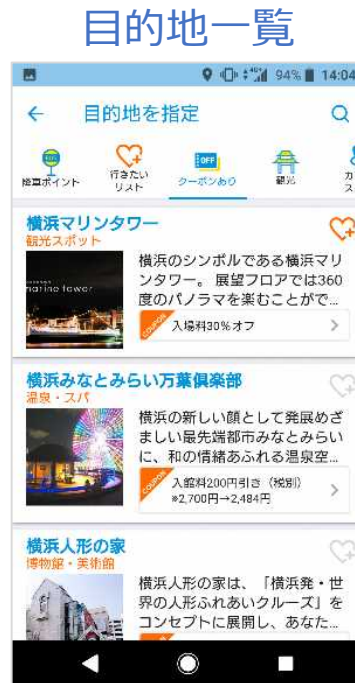 目的地一覧
94% 14:04
目的地を指定
降車ポイント
行きたい
リスト
OFF
クーポンあり
観光
横浜マリンタワー
観光スポット
marine tower
横浜のシンボルである横浜マリ
ンタワー。展望フロアでは360
度のパノラマを楽むことがで…
COUPON
入場料30%オフ
横浜みなとみらい万葉倶楽部
温泉・スパ
横浜の新しい顔として発展めざ
ましい最先端都市みなとみらい
に、和の情緒あふれる温泉空…
COUPON
入館料200円引き（税別）
※2,700円→2,484円
横浜人形の家
博物館・美術館
横浜人形の家は、「横浜発・世
界の人形ふれあいクルーズ」を
コンセプトに展開し、あなた…